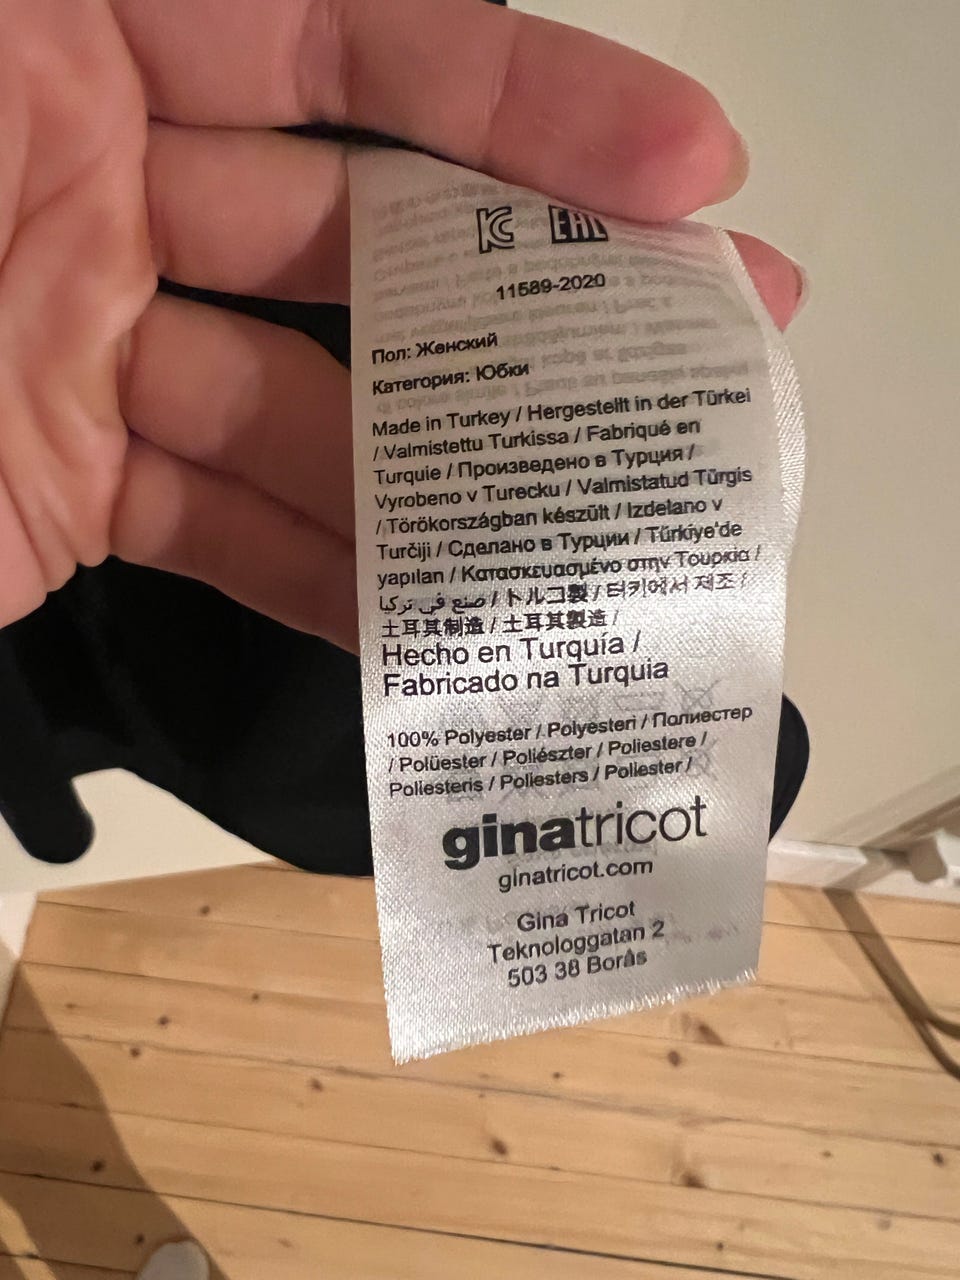 EAC
11589-2020
Пол: Женский
Категория: Юбки
Made in Turkey / Hergestellt in der Türkei
/ Valmistettu Turkissa / Fabriqué en
Turquie / Произведено в Турция /
Vyrobeno v Turecku / Valmistatud Türgis
/ Törökországban készült / Izdelano v
Turčiji / Сделано в Турции / Türkiye'de
yapılan / Κατασκευασμένο στην Τουρκία /
صنع في تركيا / トルコ製 / 터키에서 제조 /
土耳其制造 / 土耳其製造 /
Hecho en Turquía /
Fabricado na Turquia
100% Polyester / Polyesteri / Полиестер
/ Polüester / Poliészter / Poliestere /
Poliesteris / Poliesters / Poliester /
ginatricot
ginatricot.com
Gina Tricot
Teknologgatan 2
503 38 Borås